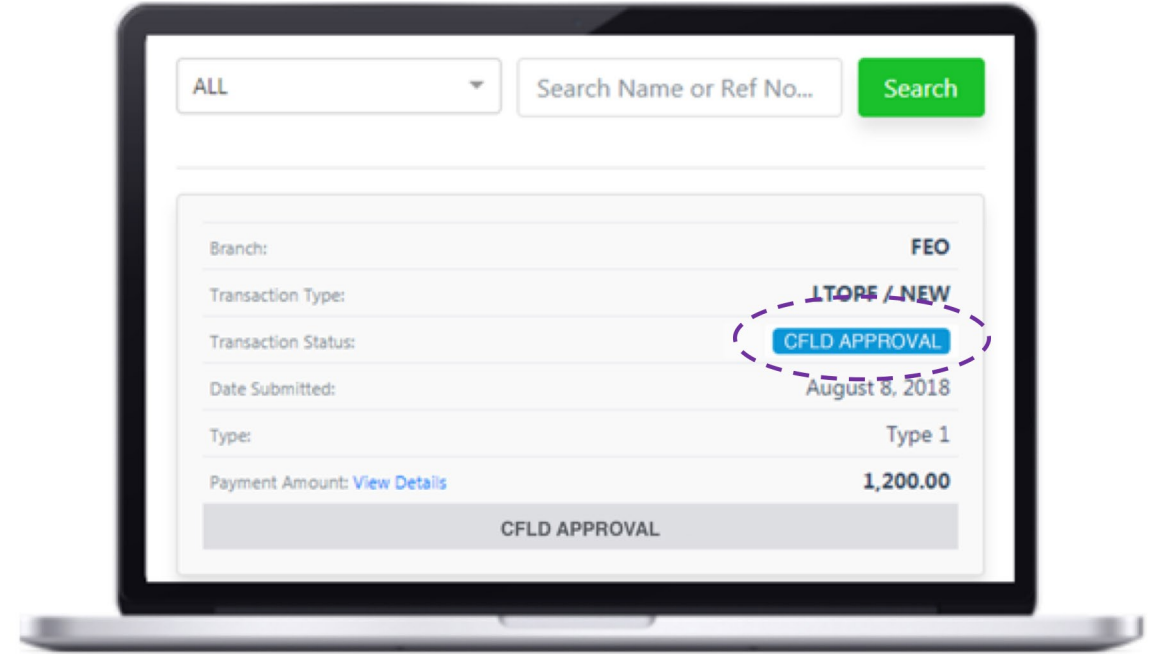 ALL Search Name or Ref No... Search
Branch: FEO
Transaction Type: LTOPF / NEW
Transaction Status: CFLD APPROVAL
Date Submitted: August 8, 2018
Type: Type 1
Payment Amount: View Details 1,200.00
CFLD APPROVAL